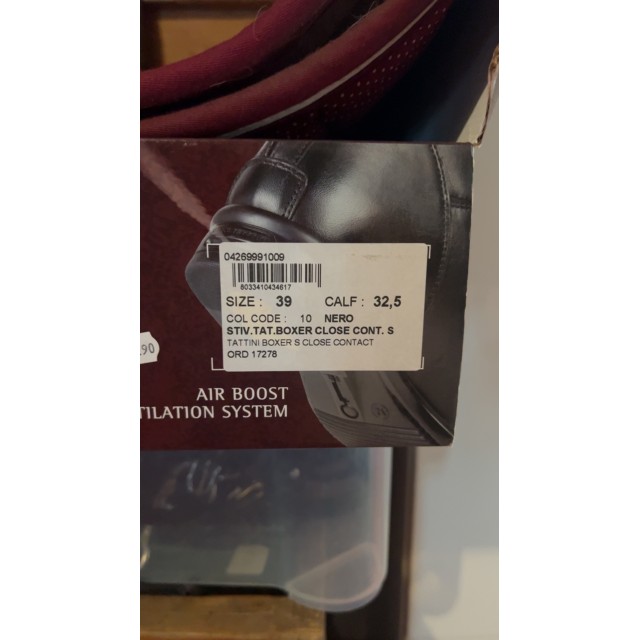 04269991009
8033410434617
SIZE : 39 CALF : 32,5
COL CODE : 10 NERO
STIV.TAT.BOXER CLOSE CONT. S
TATTINI BOXER S CLOSE CONTACT
ORD 17278
290
AIR BOOST
TILATION SYSTEM